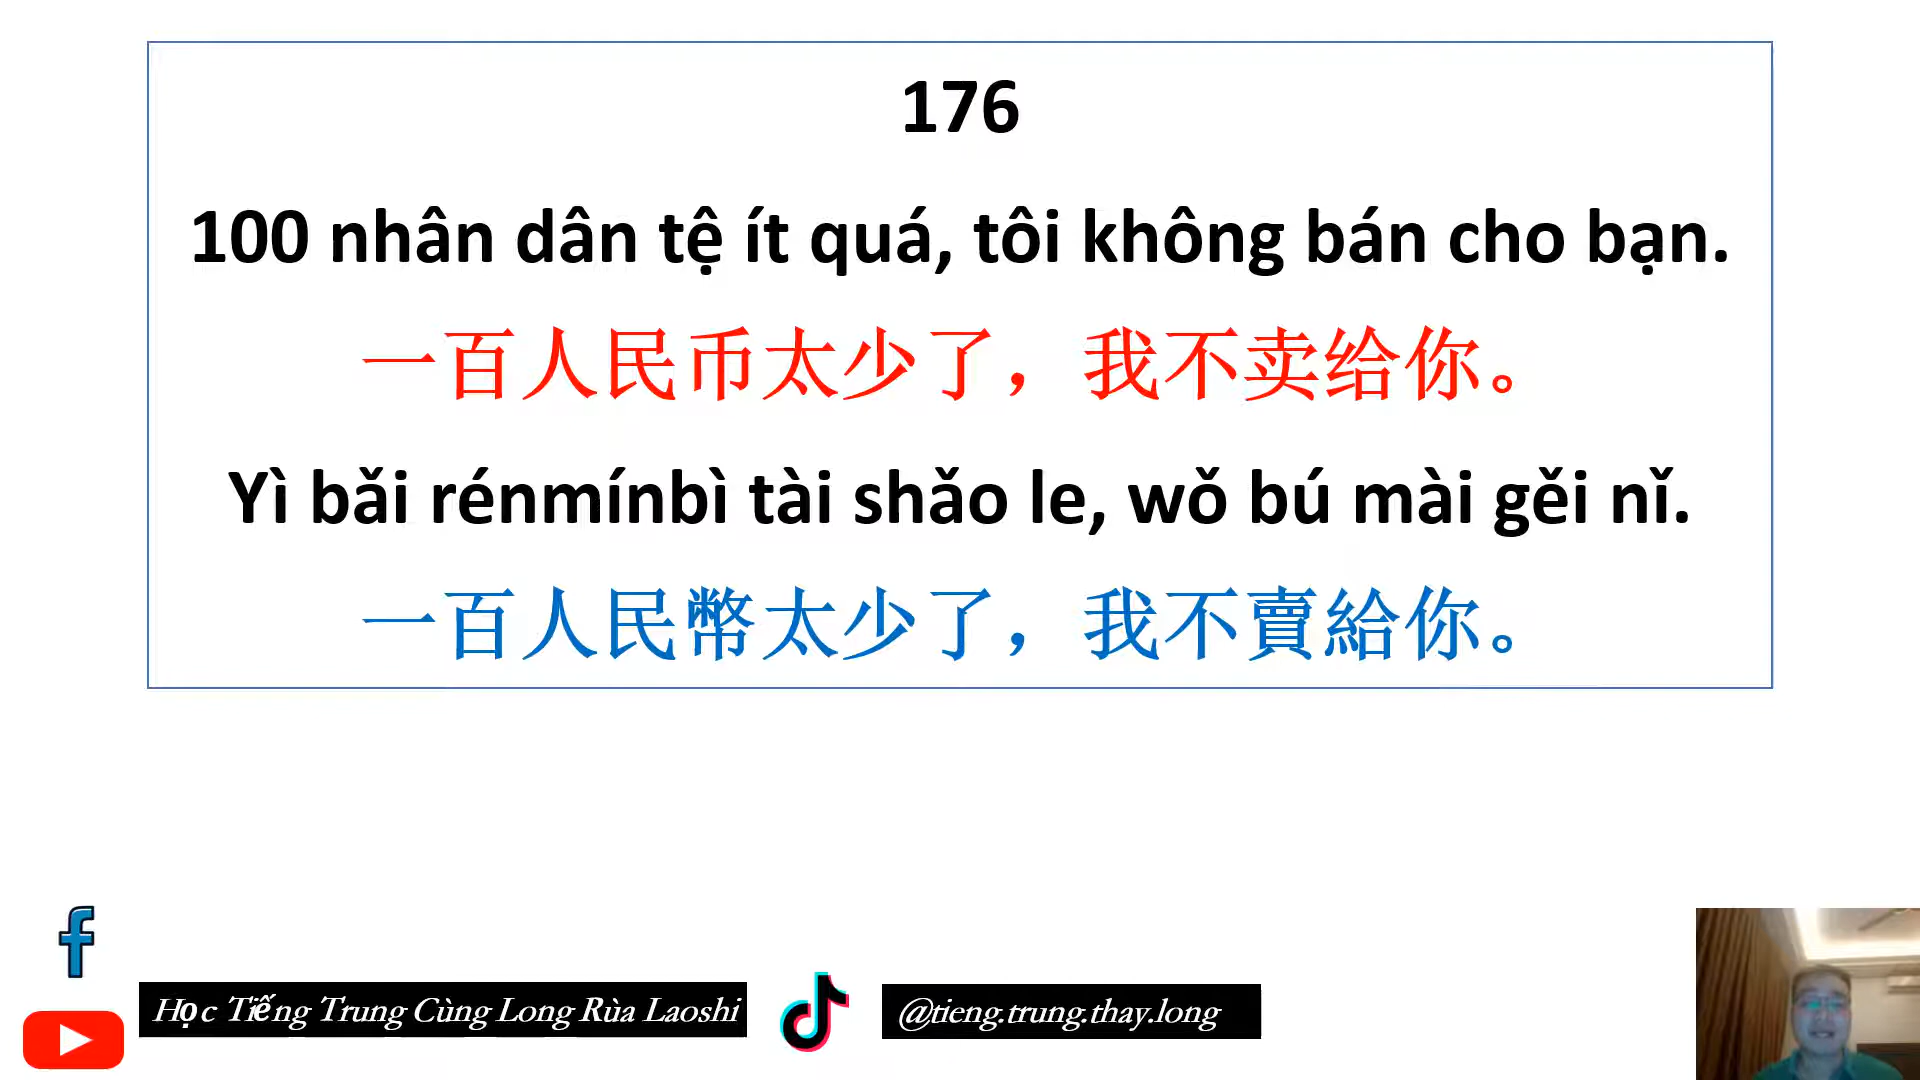 176
100 nhân dân tệ ít quá, tôi không bán cho bạn.
一百人民币太少了，我不卖给你。
Yì bǎi rénmínbì tài shǎo le, wǒ bú mài gěi nǐ.
一百人民幣太少了，我不賣給你。
Học Tiếng Trung Cùng Long Rùa Laoshi
@tieng.trung.thay.long